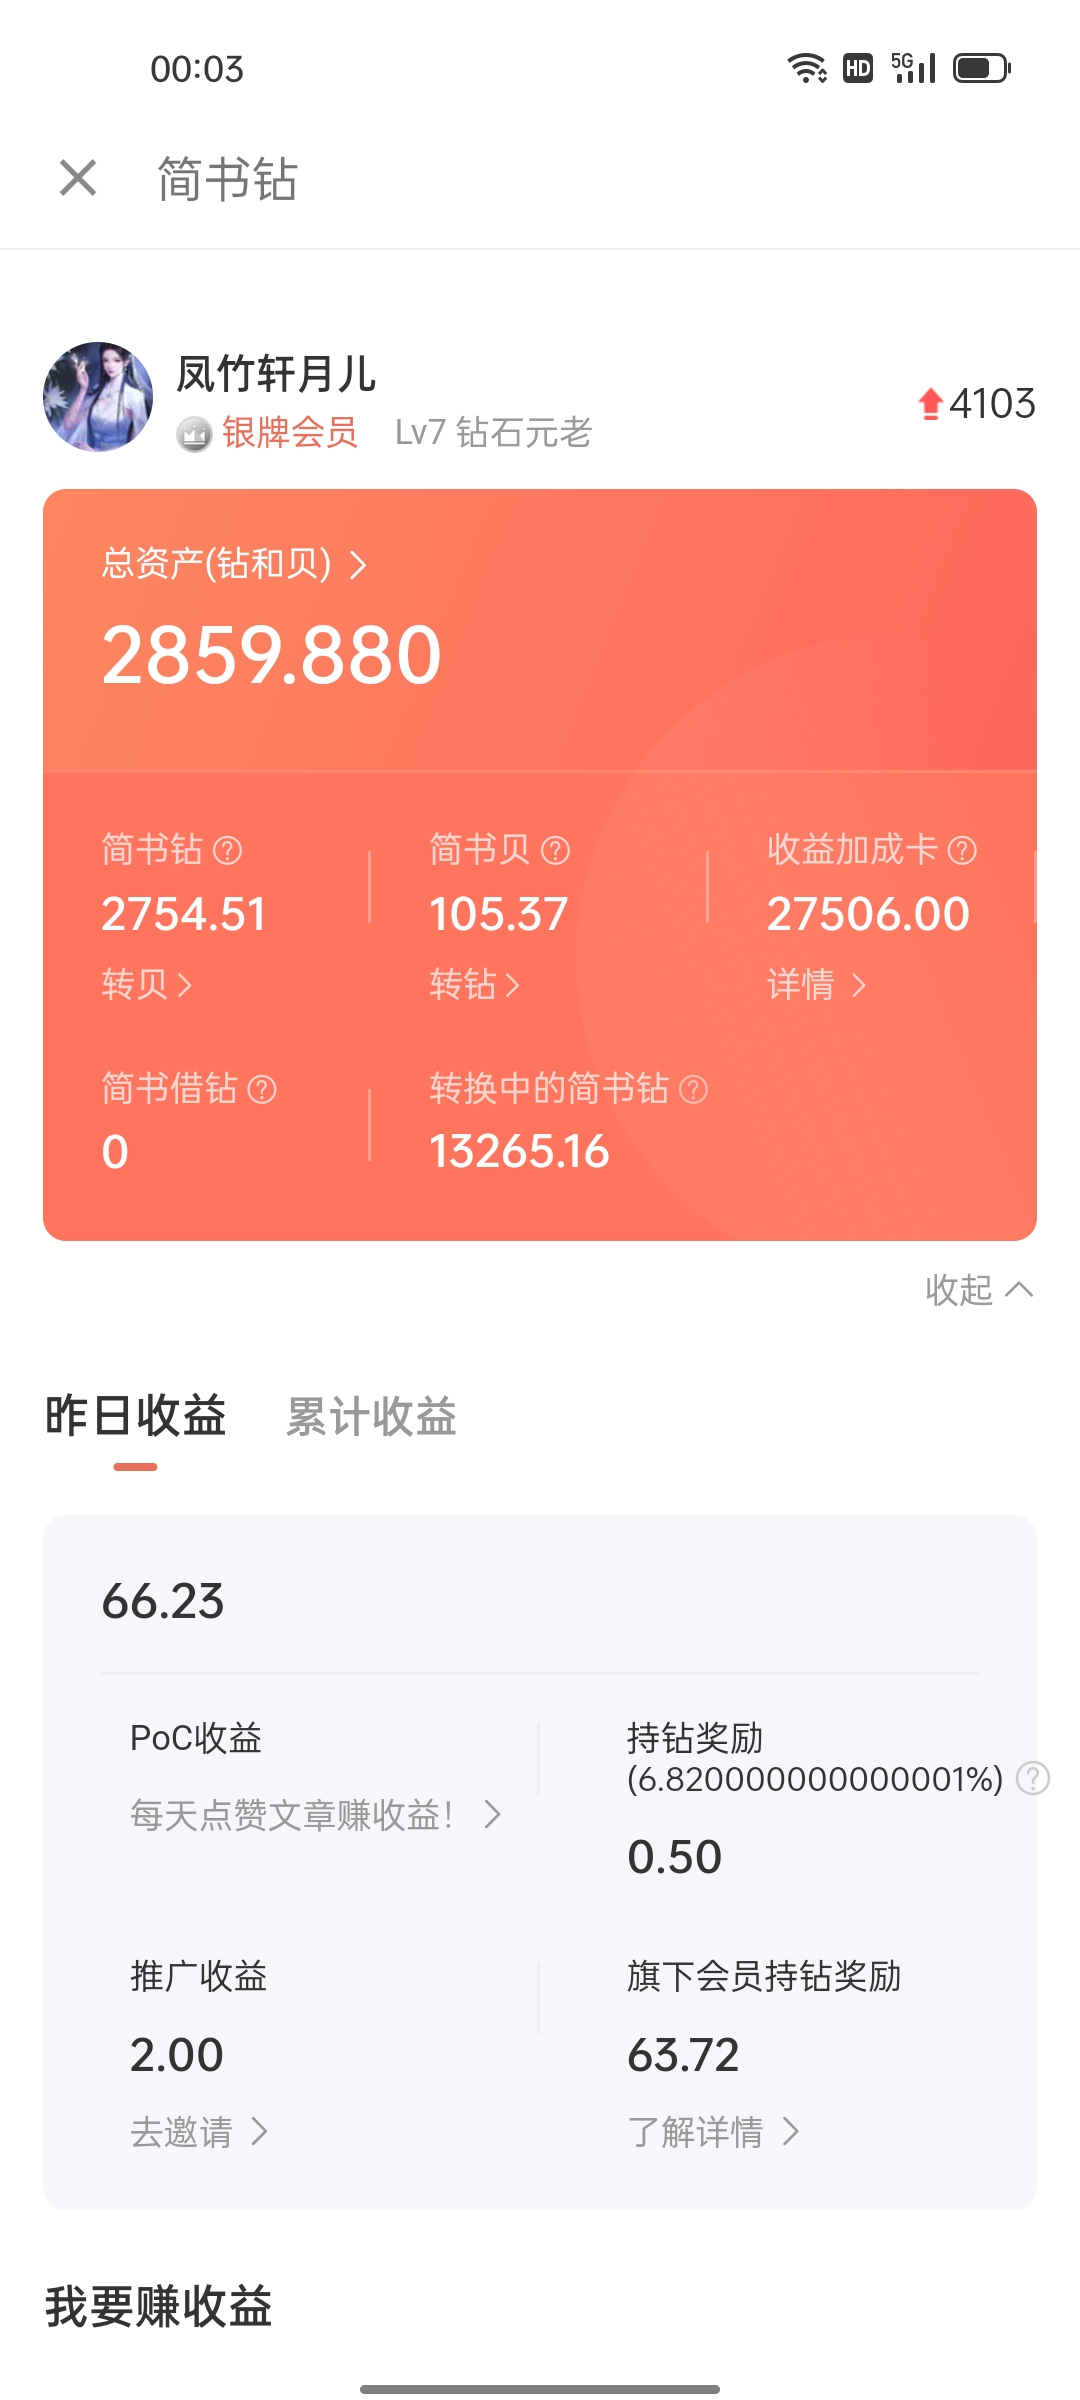 00:03
HD 5G
简书钻
凤竹轩月儿
银牌会员 Lv7 钻石元老
4103
总资产(钻和贝)
2859.880
简书钻 ? 简书贝 ? 收益加成卡 ?
2754.51 105.37 27506.00
转贝 转钻 详情
简书借钻 ? 转换中的简书钻 ?
0 13265.16
收起
昨日收益 累计收益
66.23
PoC收益
每天点赞文章赚收益!
持钻奖励
(6.820000000000001%) ?
0.50
推广收益 旗下会员持钻奖励
2.00 63.72
去邀请 了解详情
我要赚收益